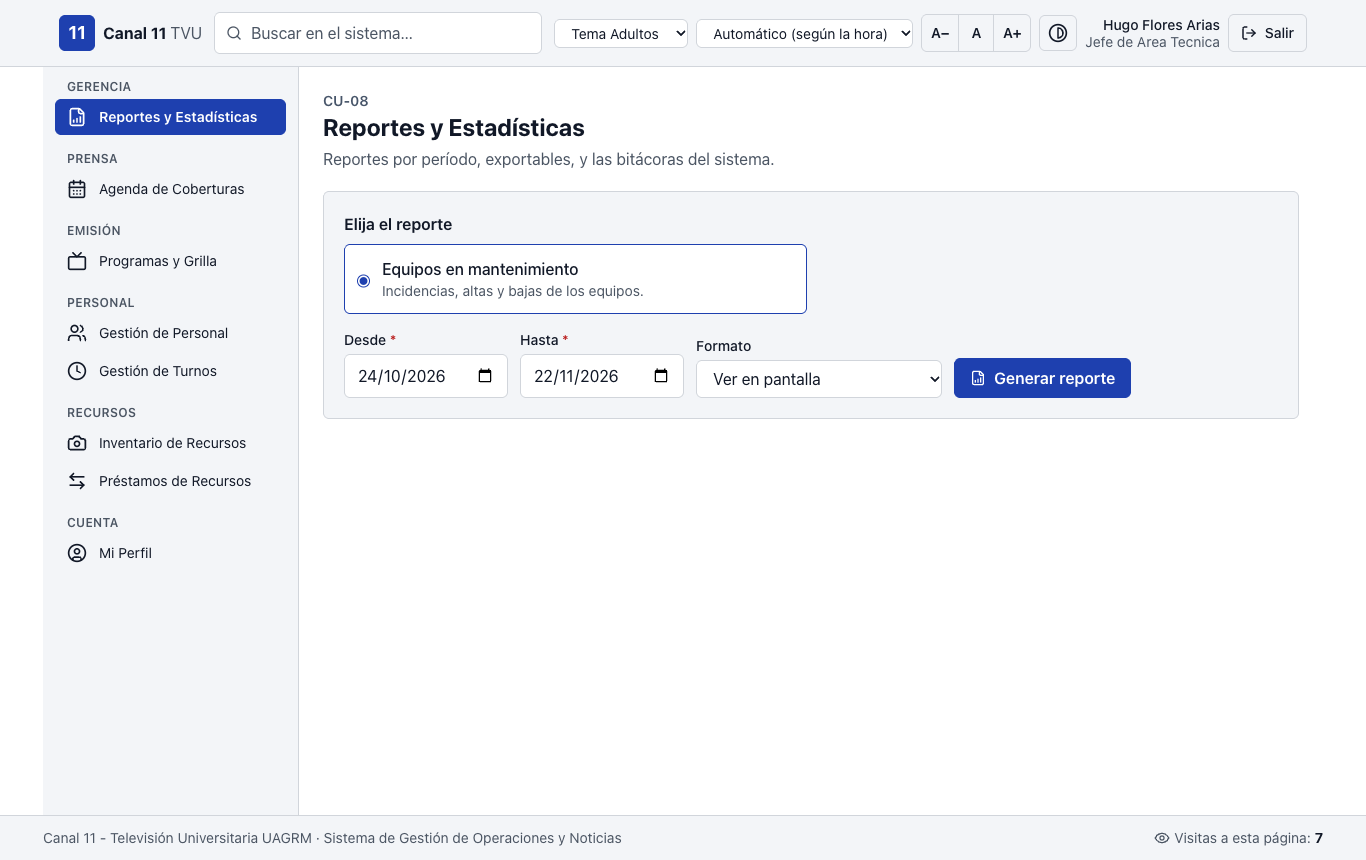 11 Canal 11 TVU
Buscar en el sistema...
Tema Adultos
Automático (según la hora)
A− A A+
Hugo Flores Arias
Jefe de Area Tecnica
Salir
GERENCIA
Reportes y Estadísticas
PRENSA
Agenda de Coberturas
EMISIÓN
Programas y Grilla
PERSONAL
Gestión de Personal
Gestión de Turnos
RECURSOS
Inventario de Recursos
Préstamos de Recursos
CUENTA
Mi Perfil
CU-08
Reportes y Estadísticas
Reportes por período, exportables, y las bitácoras del sistema.
Elija el reporte
Equipos en mantenimiento
Incidencias, altas y bajas de los equipos.
Desde * Hasta * Formato
24/10/2026 22/11/2026 Ver en pantalla Generar reporte
Canal 11 - Televisión Universitaria UAGRM · Sistema de Gestión de Operaciones y Noticias
Visitas a esta página: 7